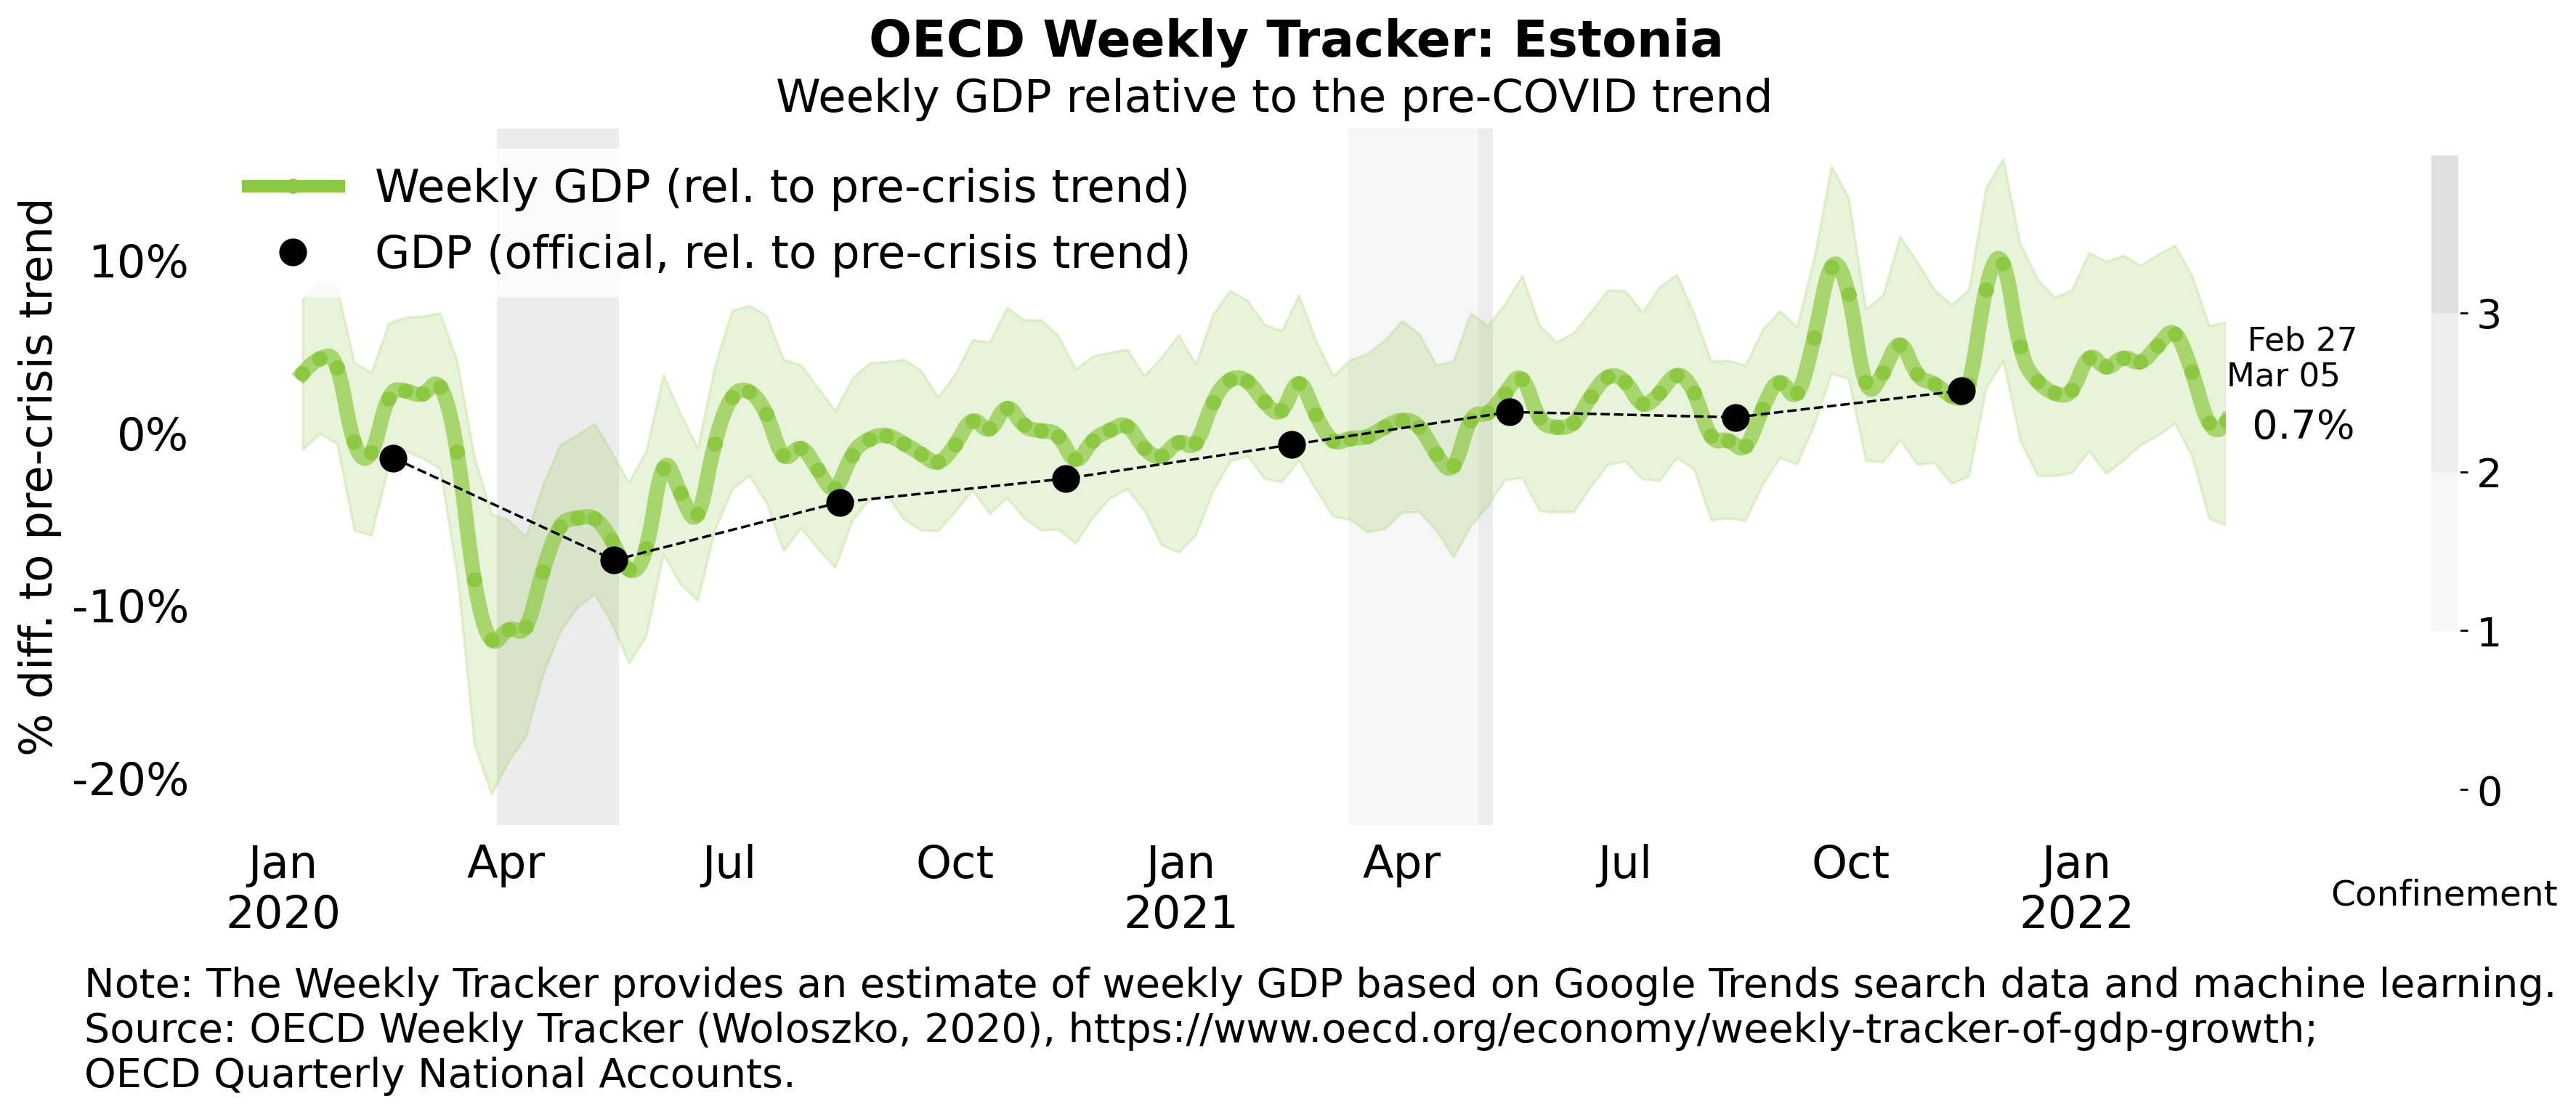 OECD Weekly Tracker: Estonia
Weekly GDP relative to the pre-COVID trend
Weekly GDP (rel. to pre-crisis trend)
GDP (official, rel. to pre-crisis trend)
% diff. to pre-crisis trend
10%
0%
-10%
-20%
Feb 27
Mar 05
0.7%
3
2
1
0
Jan Apr Jul Oct Jan Apr Jul Oct Jan
2020 2021 2022
Confinement
Note: The Weekly Tracker provides an estimate of weekly GDP based on Google Trends search data and machine learning.
Source: OECD Weekly Tracker (Woloszko, 2020), https://www.oecd.org/economy/weekly-tracker-of-gdp-growth;
OECD Quarterly National Accounts.